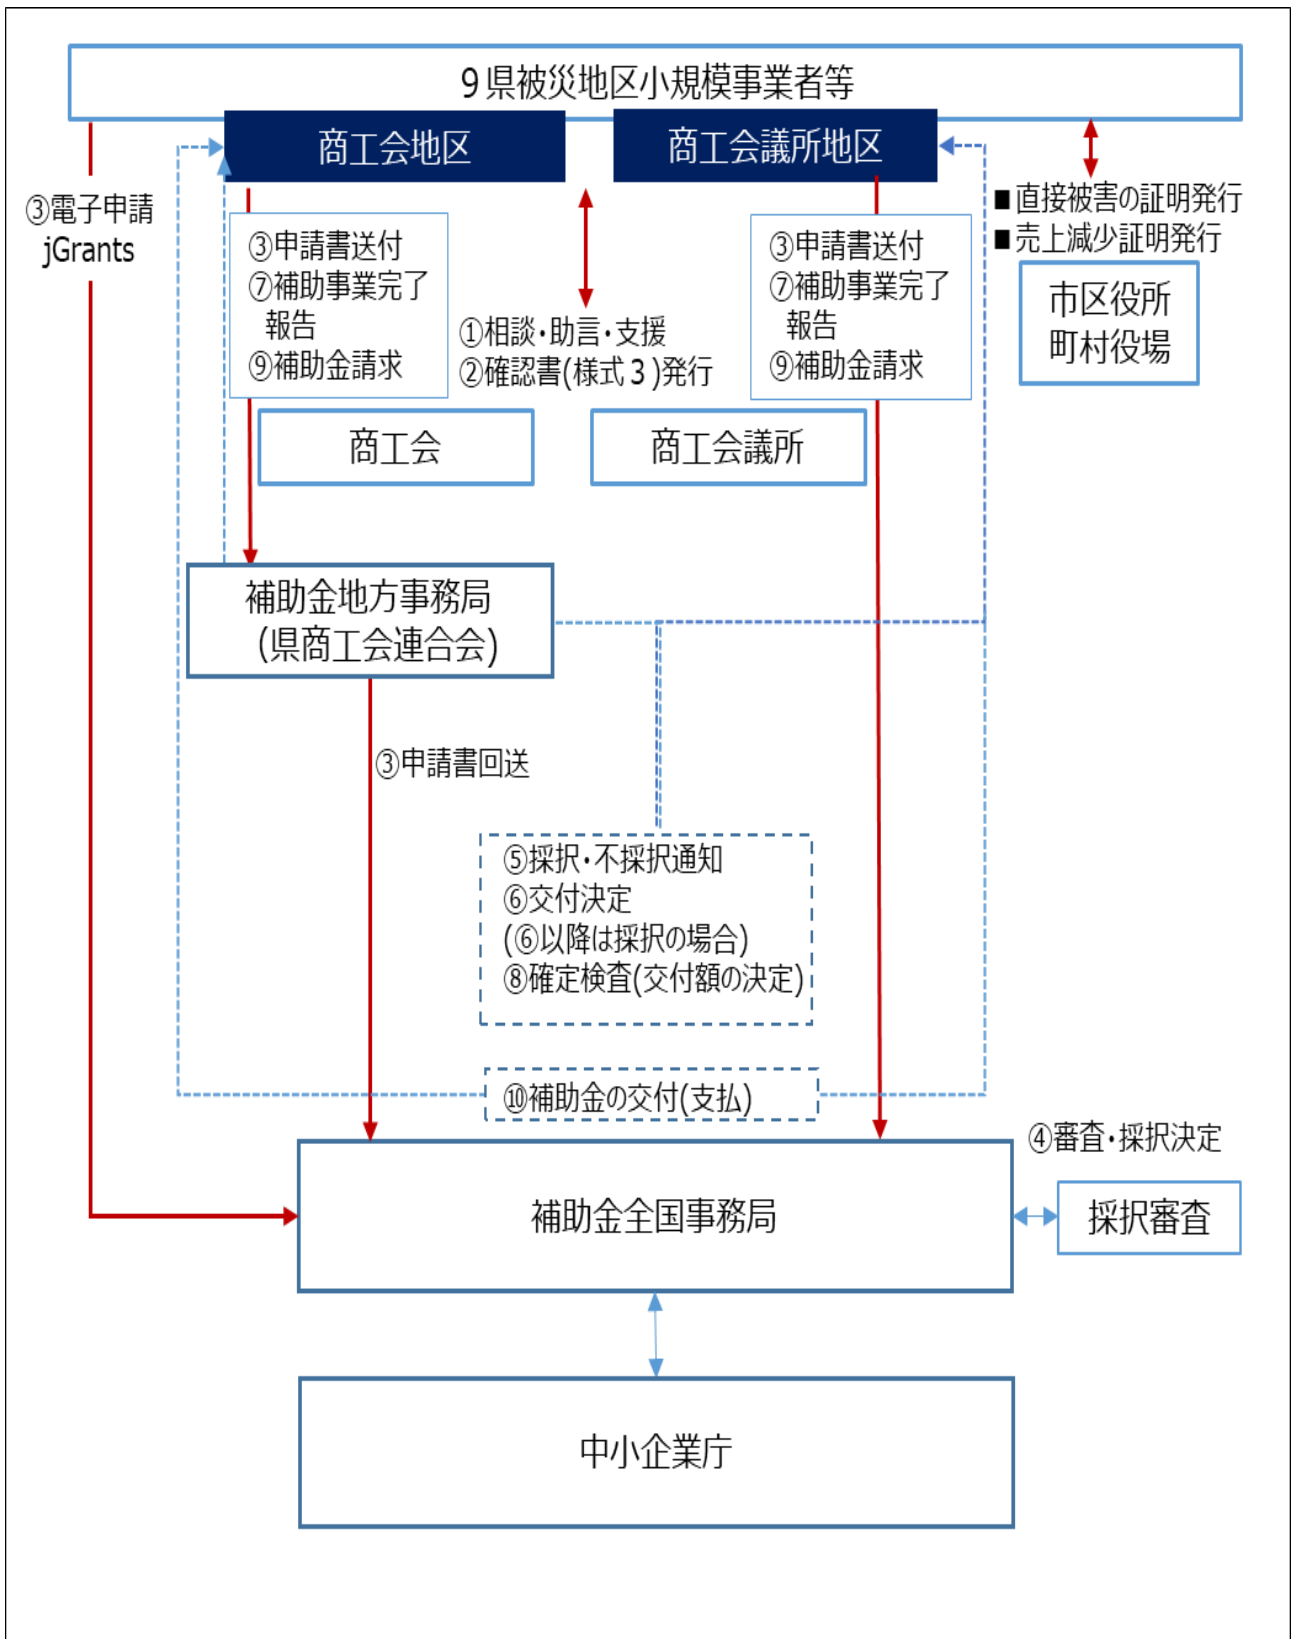 ９県被災地区小規模事業者等
商工会地区
商工会議所地区
③電子申請
jGrants
③申請書送付
⑦補助事業完了
報告
⑨補助金請求
①相談・助言・支援
②確認書(様式３)発行
③申請書送付
⑦補助事業完了
報告
⑨補助金請求
■直接被害の証明発行
■売上減少証明発行
市区役所
町村役場
商工会
商工会議所
補助金地方事務局
(県商工会連合会)
③申請書回送
⑤採択・不採択通知
⑥交付決定
(⑥以降は採択の場合)
⑧確定検査(交付額の決定)
⑩補助金の交付(支払)
④審査・採択決定
補助金全国事務局
採択審査
中小企業庁